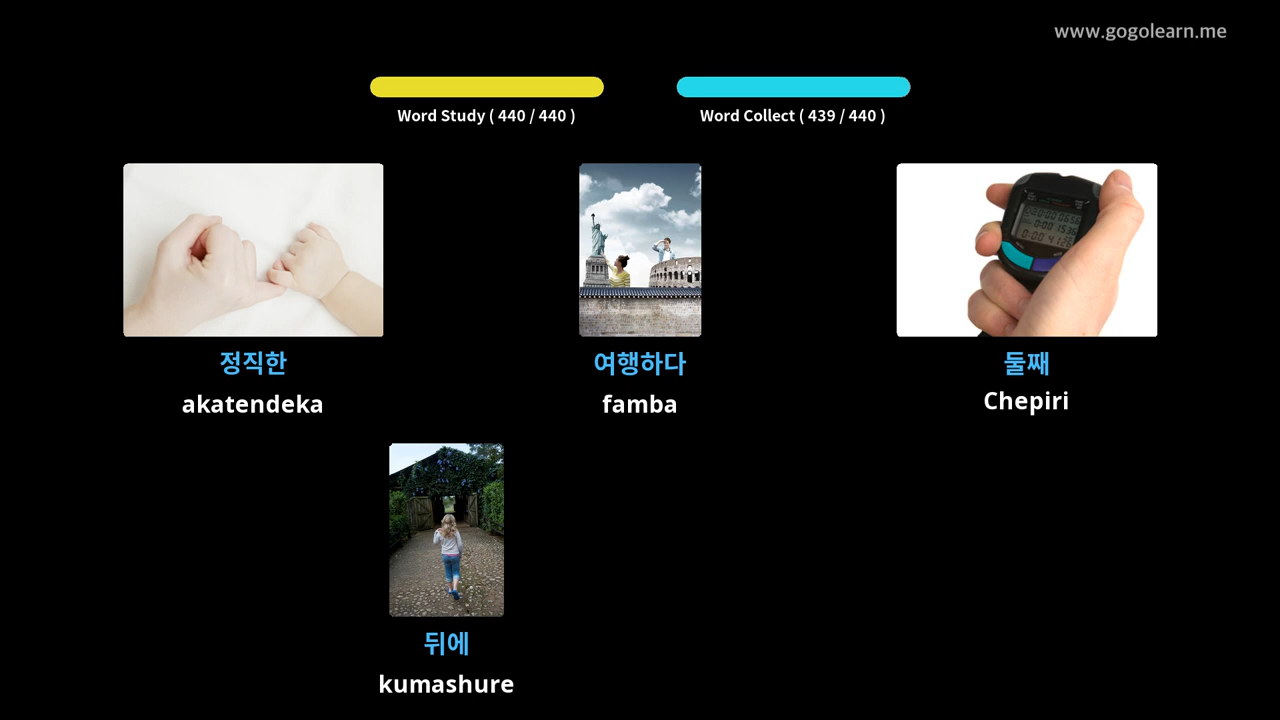 www.gogolearn.me
Word Study ( 440 / 440 )
Word Collect ( 439 / 440 )
정직한
akatendeka
여행하다
famba
둘째
Chepiri
뒤에
kumashure